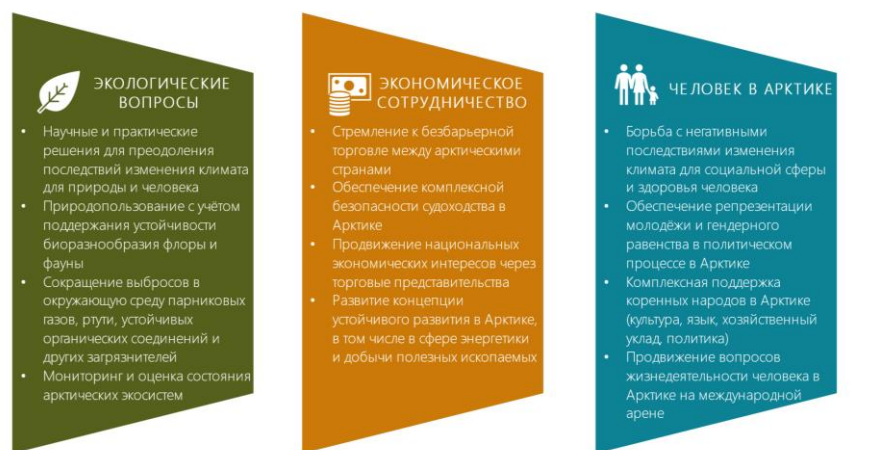 ЭКОЛОГИЧЕСКИЕ
ВОПРОСЫ
• Научные и практические
решения для преодоления
последствий изменения климата
для природы и человека
• Природопользование с учётом
поддержания устойчивости
биоразнообразия флоры и
фауны
• Сокращение выбросов в
окружающую среду парниковых
газов, ртути, устойчивых
органических соединений и
других загрязнителей
• Мониторинг и оценка состояния
арктических экосистем
ЭКОНОМИЧЕСКОЕ
СОТРУДНИЧЕСТВО
• Стремление к безбарьерной
торговле между арктическими
странами
• Обеспечение комплексной
безопасности судоходства в
Арктике
• Продвижение национальных
экономических интересов через
торговые представительства
• Развитие концепции
устойчивого развития в Арктике,
в том числе в сфере энергетики
и добычи полезных ископаемых
ЧЕЛОВЕК В АРКТИКЕ
• Борьба с негативными
последствиями изменения
климата для социальной сферы
и здоровья человека
• Обеспечение репрезентации
молодёжи и гендерного
равенства в политическом
процессе в Арктике
• Комплексная поддержка
коренных народов в Арктике
(культура, язык, хозяйственный
уклад, политика)
• Продвижение вопросов
жизнедеятельности человека в
Арктике на международной
арене